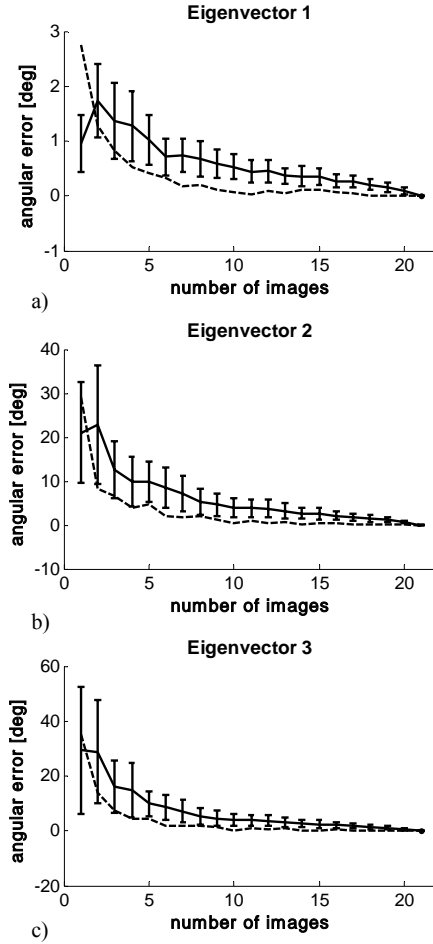 Eigenvector 1
3
2
1
0
-1
angular error [deg]
0 5 10 15 20
number of images
a)
Eigenvector 2
40
30
20
10
0
-10
angular error [deg]
0 5 10 15 20
number of images
b)
Eigenvector 3
60
40
20
0
-20
angular error [deg]
0 5 10 15 20
number of images
c)